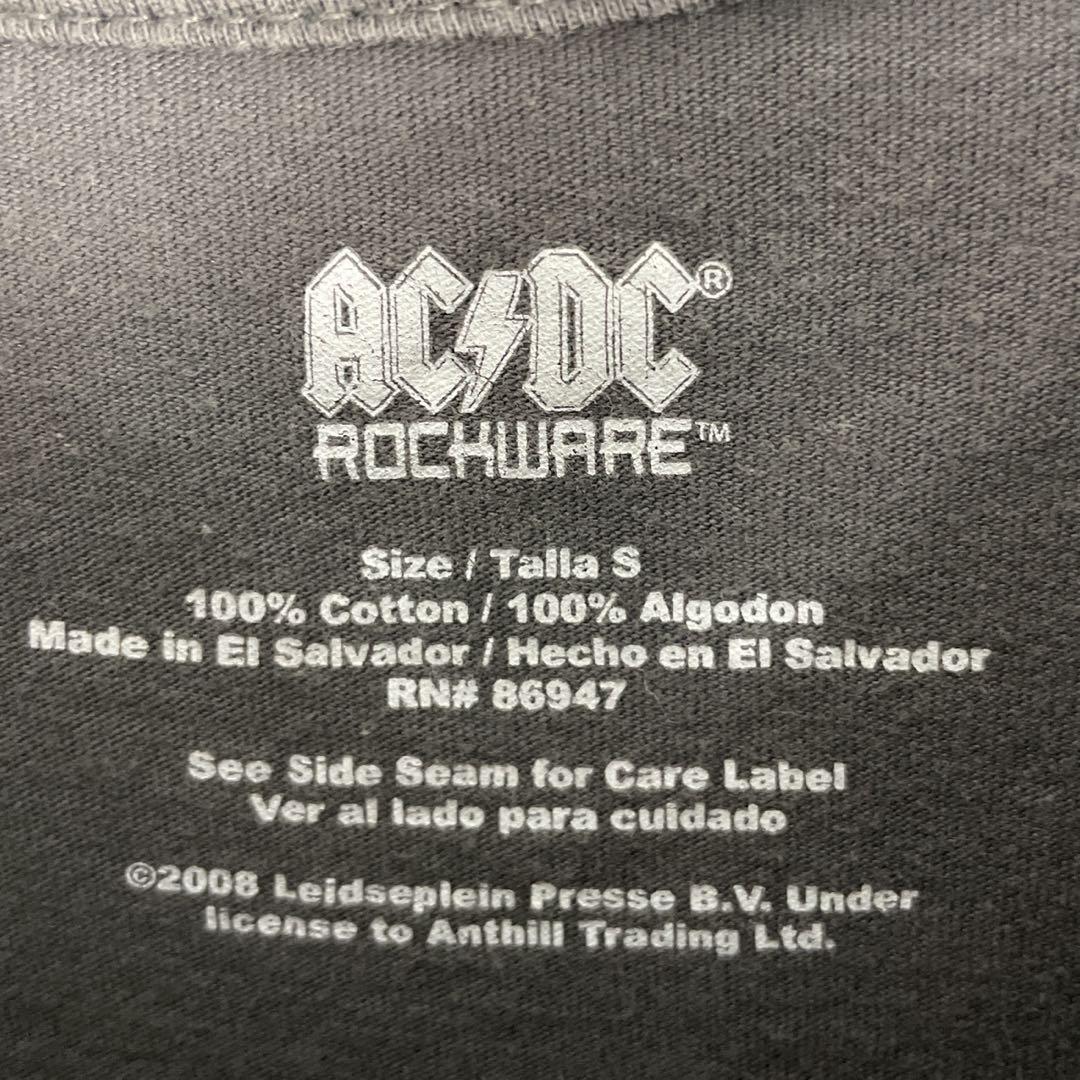 AC/DC®
ROCKWARE™
Size / Talla S
100% Cotton / 100% Algodon
Made in El Salvador / Hecho en El Salvador
RN# 86947
See Side Seam for Care Label
Ver al lado para cuidado
©2008 Leidseplein Presse B.V. Under
license to Anthill Trading Ltd.